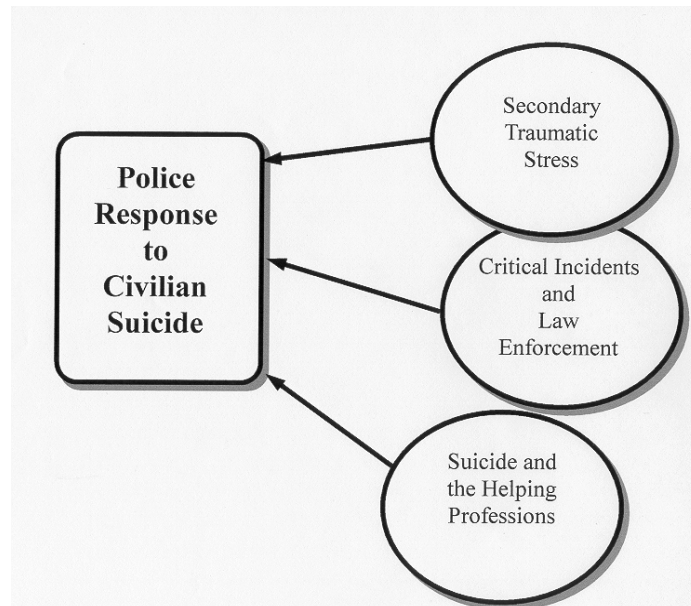 Police
Response
to
Civilian
Suicide
Secondary
Traumatic
Stress
Critical Incidents
and
Law
Enforcement
Suicide and
the Helping
Professions